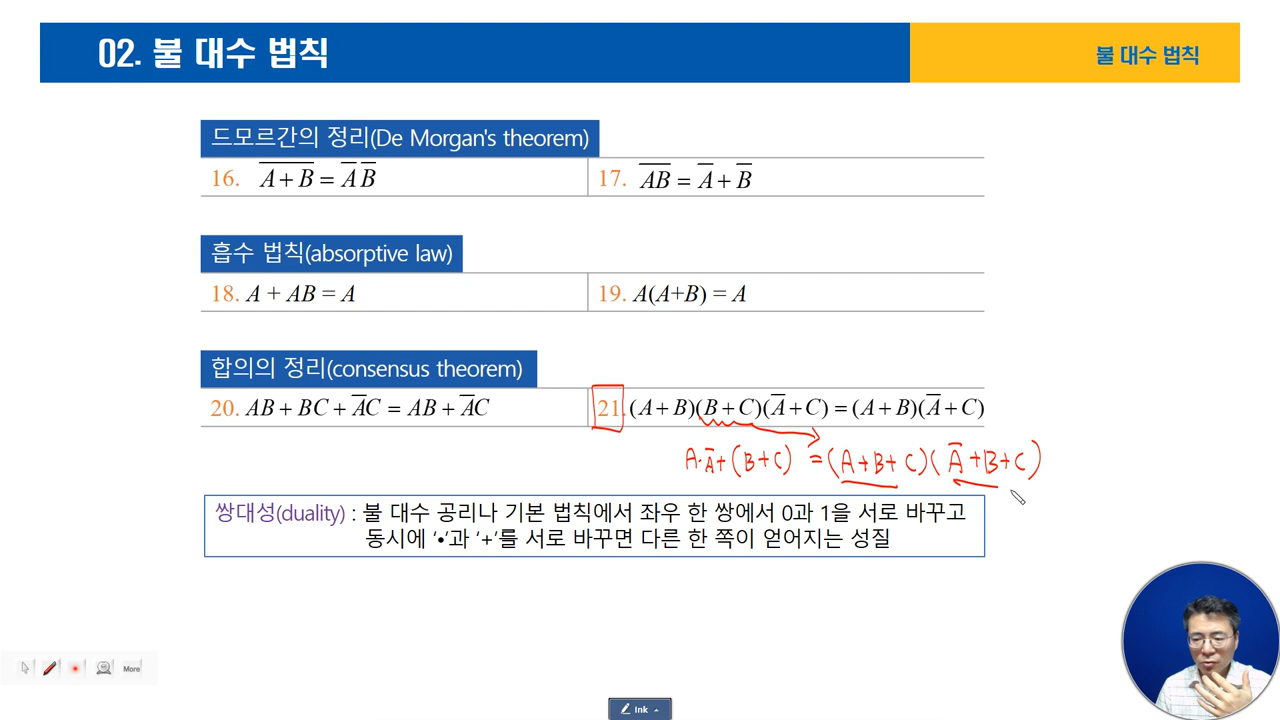 02. 불 대수 법칙
불 대수 법칙
드모르간의 정리(De Morgan's theorem)
16. $\overline{A+B} = \overline{A}\,\overline{B}$
17. $\overline{AB} = \overline{A}+\overline{B}$
흡수 법칙(absorptive law)
18. A + AB = A
19. A(A+B) = A
합의의 정리(consensus theorem)
20. $AB + BC + \overline{A}C = AB + \overline{A}C$
21. $(A+B)(B+C)(\overline{A}+C) = (A+B)(\overline{A}+C)$
$A \cdot \overline{A} + (B+C) = (A+B+C)(\overline{A}+B+C)$
쌍대성(duality) : 불 대수 공리나 기본 법칙에서 좌우 한 쌍에서 0과 1을 서로 바꾸고
동시에 '•'과 '+'를 서로 바꾸면 다른 한 쪽이 얻어지는 성질
More
Ink